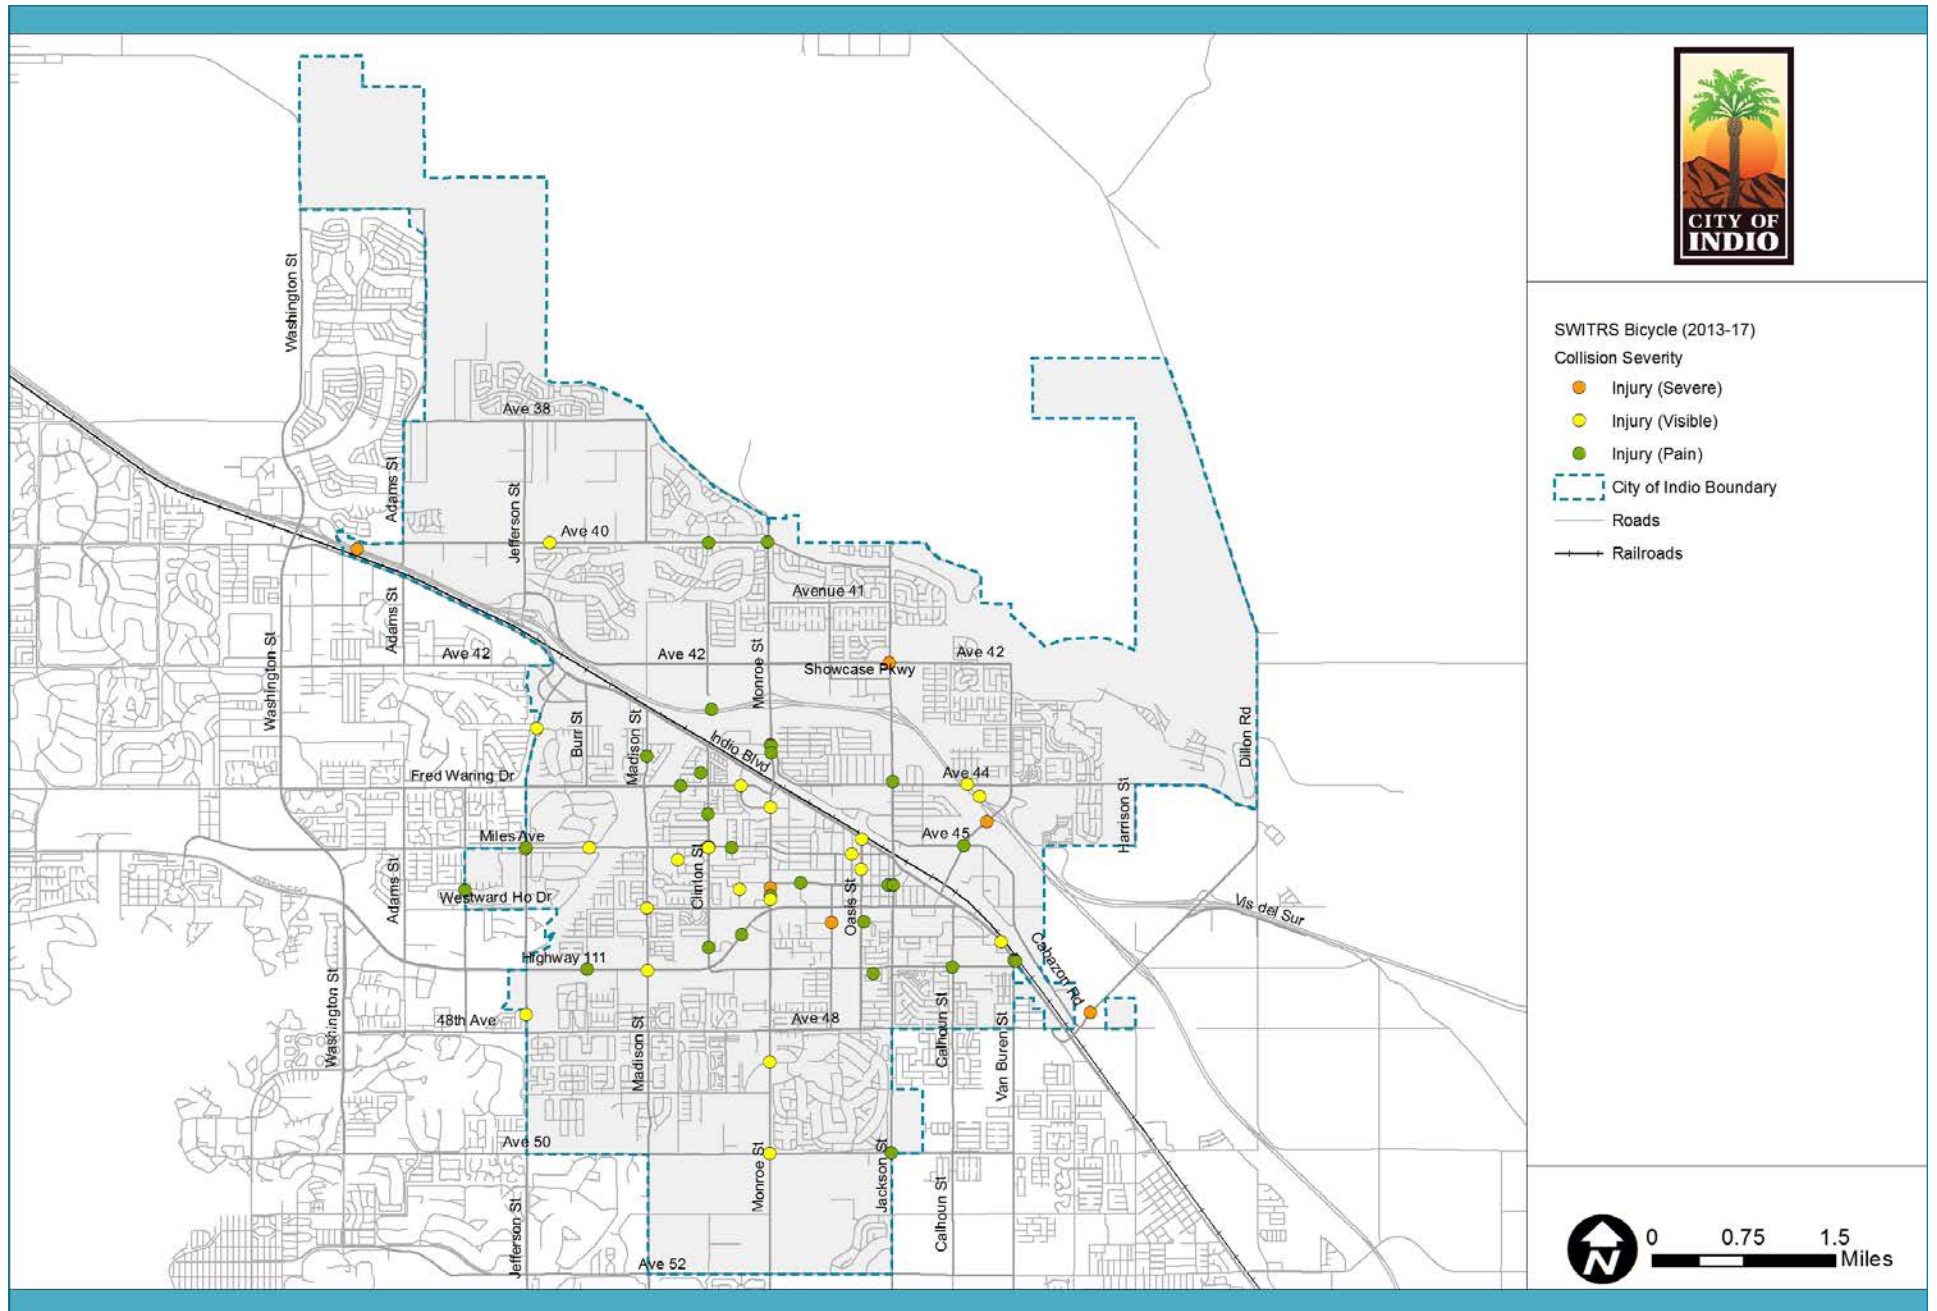 CITY OF
INDIO
SWITRS Bicycle (2013-17)
Collision Severity
Injury (Severe)
Injury (Visible)
Injury (Pain)
City of Indio Boundary
Roads
Railroads
Washington St
Ave 38
Adams St
Jefferson St
Ave 40
Avenue 41
Adams St
Washington St
Ave 42
Ave 42
Monroe St
Ave 42
Showcase Pkwy
Burr St
Madison St
Indio Blvd
Dillon Rd
Fred Waring Dr
Ave 44
Harrison St
Miles Ave
Ave 45
Adams St
Clinton St
Westward Ho Dr
Oasis St
Vis del Sur
Highway 111
Cabazon Rd
Washington St
48th Ave
Ave 48
Madison St
Calhoun St
Van Buren St
Ave 50
Monroe St
Jackson St
Calhoun St
Jefferson St
Ave 52
N
0 0.75 1.5
Miles